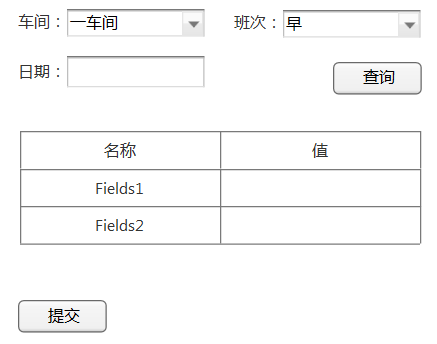 车间：一车间 班次：早
日期： 查询
名称 值
Fields1
Fields2
提交